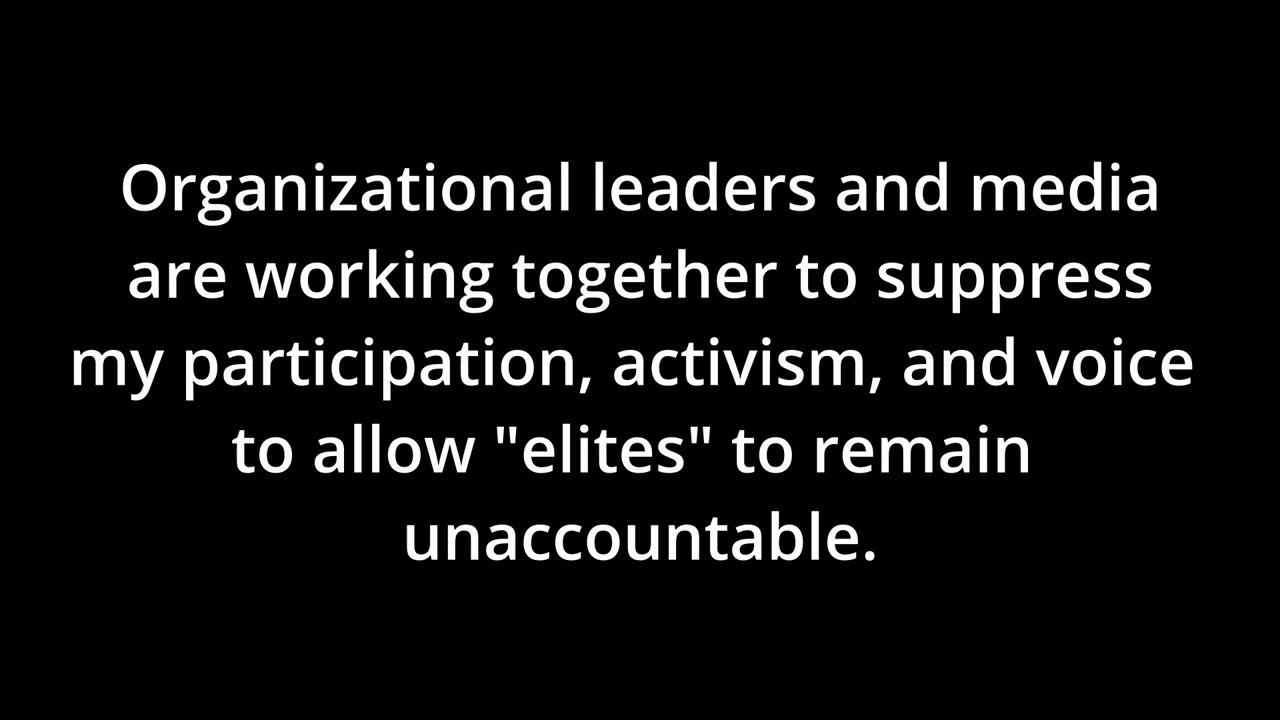 Organizational leaders and media
are working together to suppress
my participation, activism, and voice
to allow "elites" to remain
unaccountable.